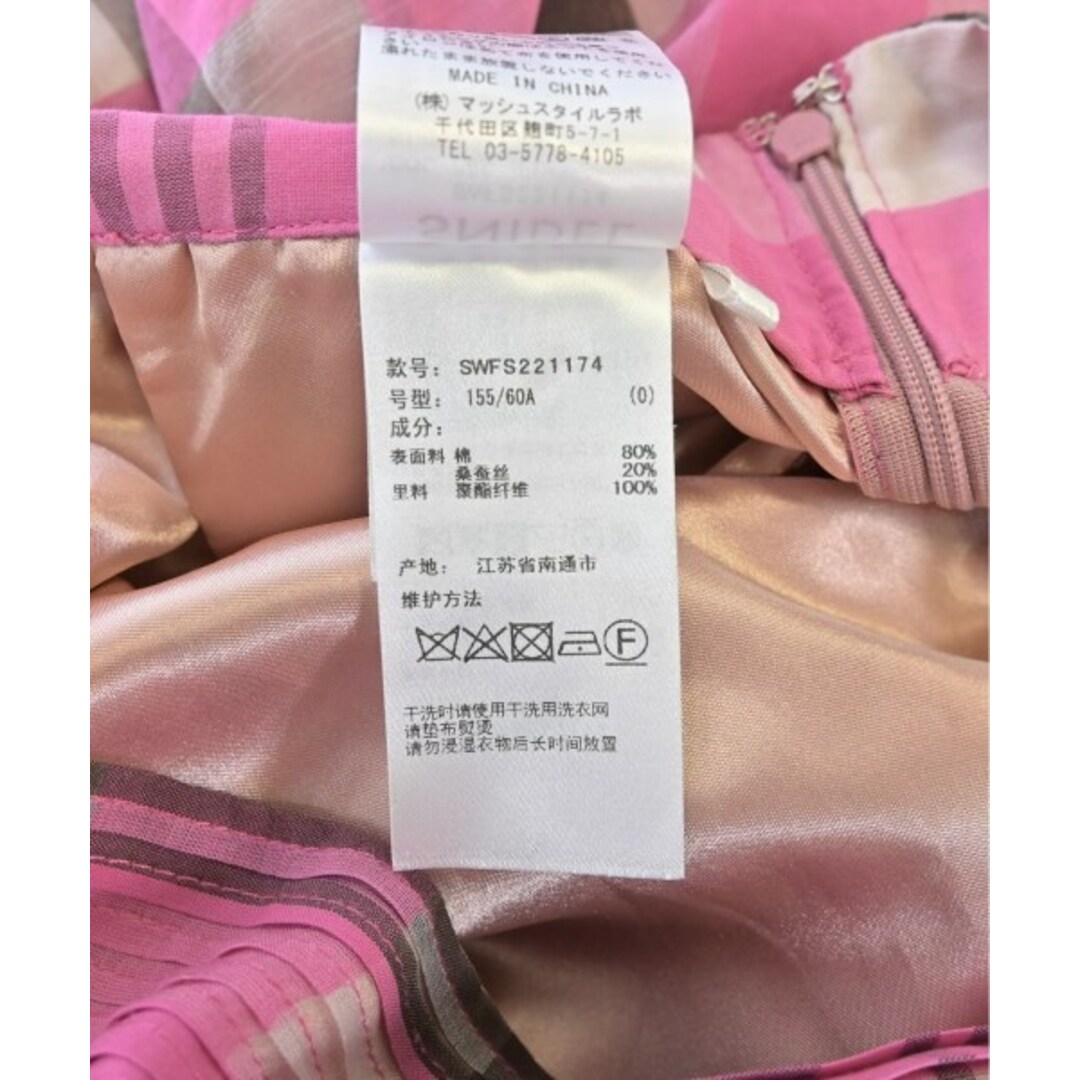 濡れたまま放置しないでください
MADE IN CHINA
(株) マッシュスタイルラボ
千代田区麹町5-7-1
TEL 03-5778-4105
款号: SWFS221174
号型: 155/60A (0)
成分:
表面料 棉 80%
桑蚕丝 20%
里料 聚酯纤维 100%
产地: 江苏省南通市
维护方法
F
干洗时请使用干洗用洗衣网
请垫布熨烫
请勿浸湿衣物后长时间放置